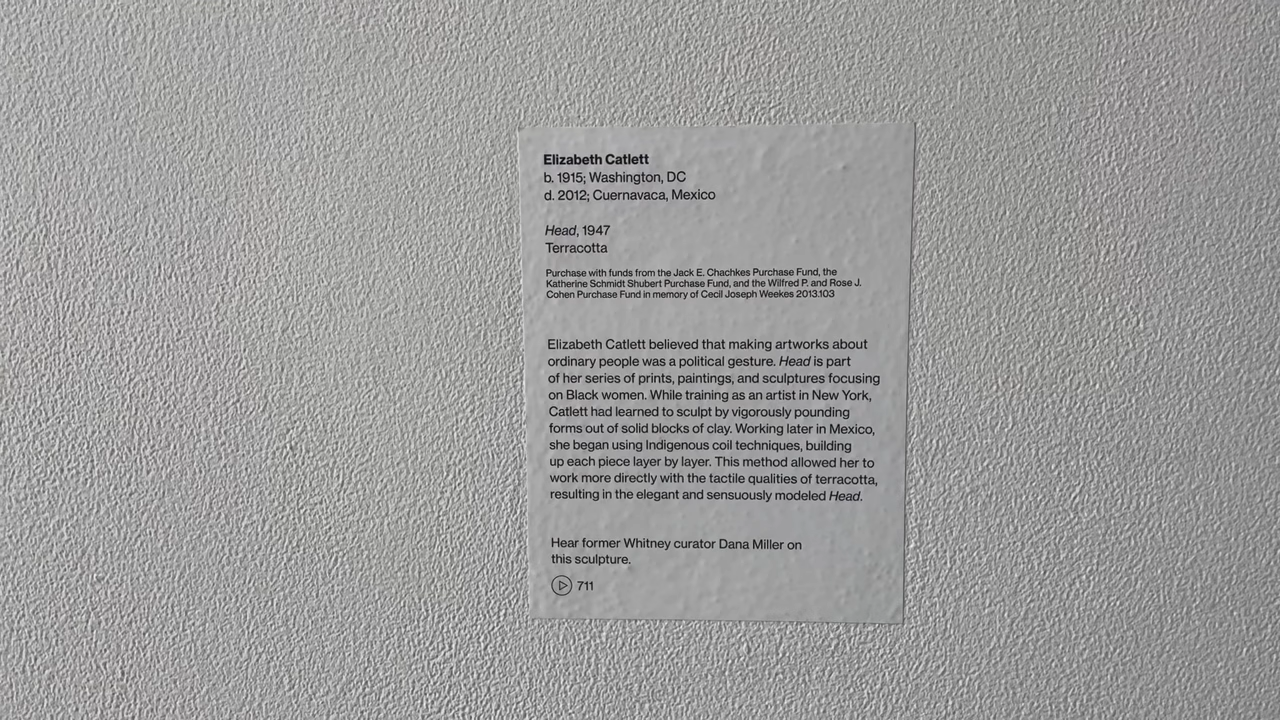 Elizabeth Catlett
b. 1915; Washington, DC
d. 2012; Cuernavaca, Mexico
Head, 1947
Terracotta
Purchase with funds from the Jack E. Chachkes Purchase Fund, the
Katherine Schmidt Shubert Purchase Fund, and the Wilfred P. and Rose J.
Cohen Purchase Fund in memory of Cecil Joseph Weekes 2013.103
Elizabeth Catlett believed that making artworks about
ordinary people was a political gesture. Head is part
of her series of prints, paintings, and sculptures focusing
on Black women. While training as an artist in New York,
Catlett had learned to sculpt by vigorously pounding
forms out of solid blocks of clay. Working later in Mexico,
she began using Indigenous coil techniques, building
up each piece layer by layer. This method allowed her to
work more directly with the tactile qualities of terracotta,
resulting in the elegant and sensuously modeled Head.
Hear former Whitney curator Dana Miller on
this sculpture.
711